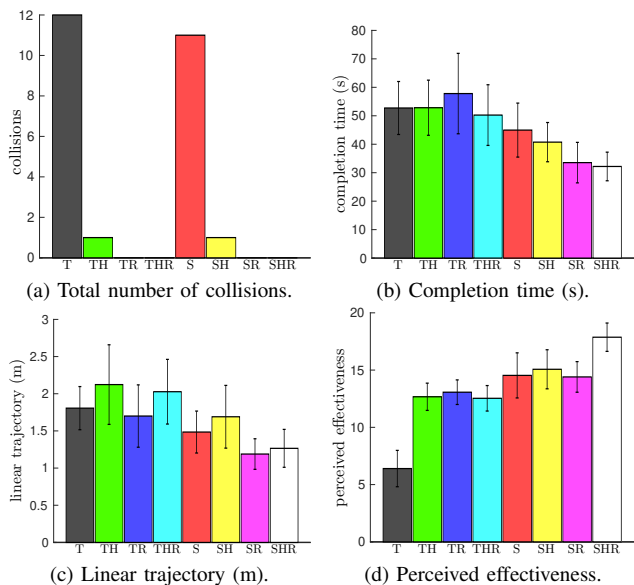 12
10
8
6
4
2
0
collisions
T TH TR THR S SH SR SHR
(a) Total number of collisions.
80
70
60
50
40
30
20
10
0
completion time (s)
T TH TR THR S SH SR SHR
(b) Completion time (s).
3
2.5
2
1.5
1
0.5
0
linear trajectory (m)
T TH TR THR S SH SR SHR
(c) Linear trajectory (m).
20
15
10
5
0
perceived effectiveness
T TH TR THR S SH SR SHR
(d) Perceived effectiveness.